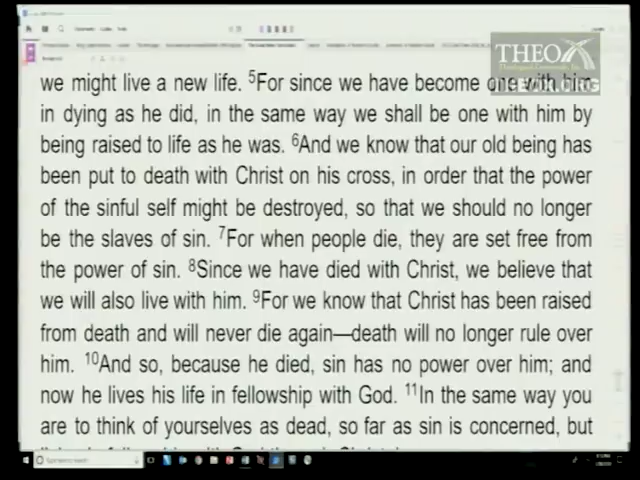 THEOX
THEOX.ORG
we might live a new life. ⁵For since we have become one with him
in dying as he did, in the same way we shall be one with him by
being raised to life as he was. ⁶And we know that our old being has
been put to death with Christ on his cross, in order that the power
of the sinful self might be destroyed, so that we should no longer
be the slaves of sin. ⁷For when people die, they are set free from
the power of sin. ⁸Since we have died with Christ, we believe that
we will also live with him. ⁹For we know that Christ has been raised
from death and will never die again—death will no longer rule over
him. ¹⁰And so, because he died, sin has no power over him; and
now he lives his life in fellowship with God. ¹¹In the same way you
are to think of yourselves as dead, so far as sin is concerned, but